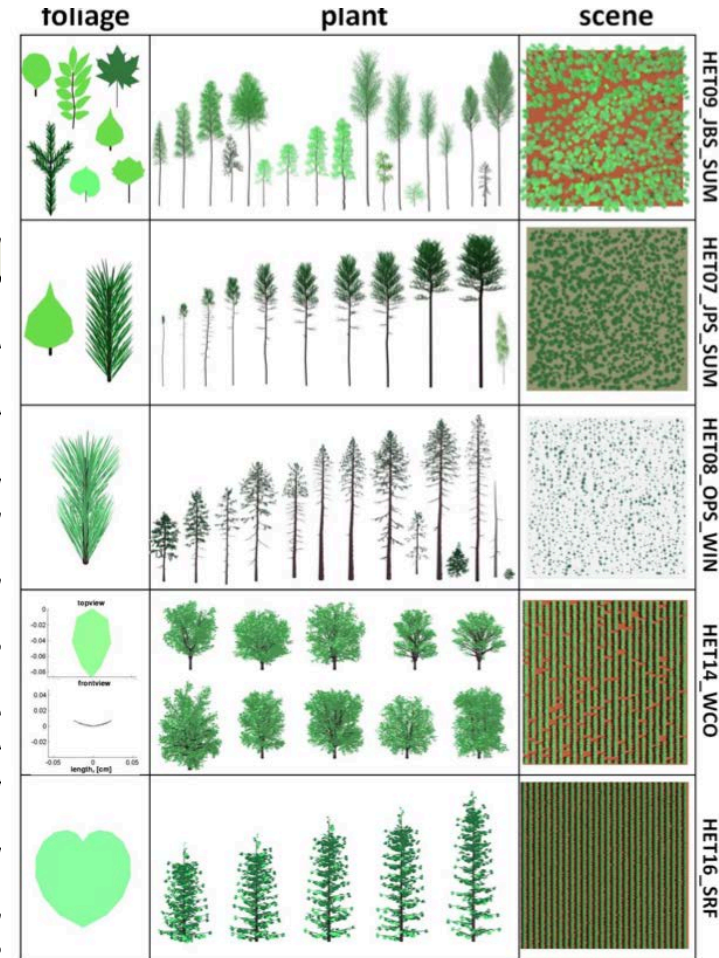 foliage plant scene
HET09_JBS_SUM
HET07_JPS_SUM
HET08_OPS_WIN
topview
0
-0.02
-0.04
-0.06
-0.08
frontview
0.04
0.02
0
-0.02
-0.05 0 0.05
length, [cm]
HET14_WCO
HET16_SRF